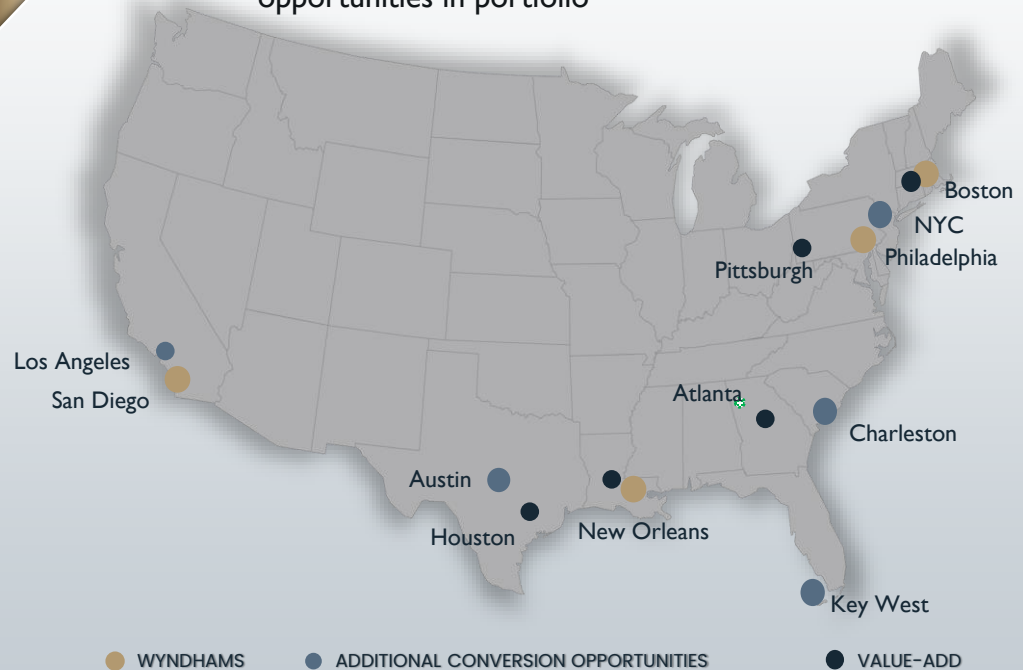 opportunities in portfolio
Boston
NYC
Philadelphia
Pittsburgh
Los Angeles
San Diego
Atlanta
Charleston
Austin
New Orleans
Houston
Key West
WYNDHAMS
ADDITIONAL CONVERSION OPPORTUNITIES
VALUE-ADD